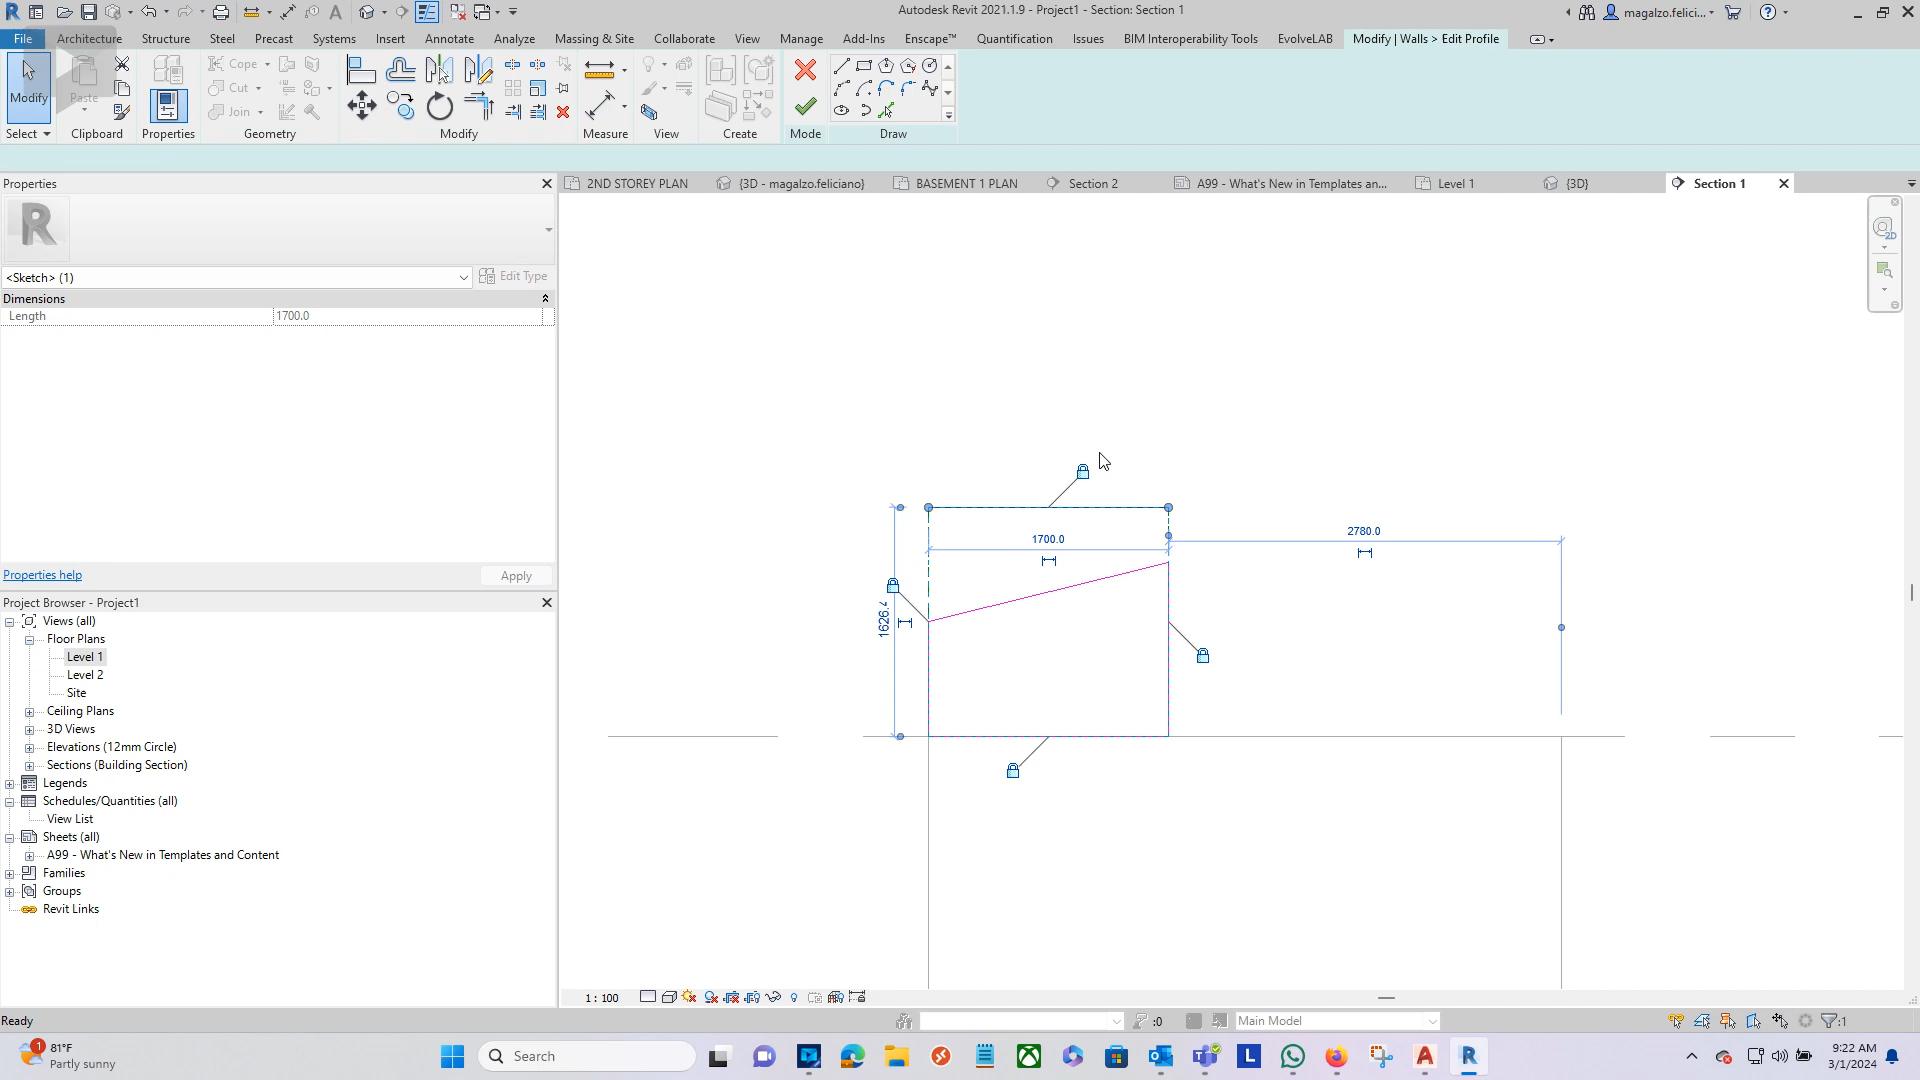 Autodesk Revit 2021.1.9 - Project1 - Section: Section 1
magalzo.felici...
File Architecture Structure Steel Precast Systems Insert Annotate Analyze Massing & Site Collaborate View Manage Add-Ins Enscape™ Quantification Issues BIM Interoperability Tools EvolveLAB Modify | Walls > Edit Profile
Modify
Paste
Cope
Cut
Join
Select Clipboard Properties Geometry Modify Measure View Create Mode Draw
Properties
2ND STOREY PLAN {3D - magalzo.feliciano} BASEMENT 1 PLAN Section 2 A99 - What's New in Templates an... Level 1 {3D} Section 1
R
2D
<Sketch> (1)
Edit Type
Dimensions
Length 1700.0
1700.0
2780.0
1626.4
Properties help
Apply
Project Browser - Project1
Views (all)
Floor Plans
Level 1
Level 2
Site
Ceiling Plans
3D Views
Elevations (12mm Circle)
Sections (Building Section)
Legends
Schedules/Quantities (all)
View List
Sheets (all)
A99 - What's New in Templates and Content
Families
Groups
Revit Links
1 : 100
Ready
:0
Main Model
:1
1
81°F
Partly sunny
Search
9:22 AM
3/1/2024